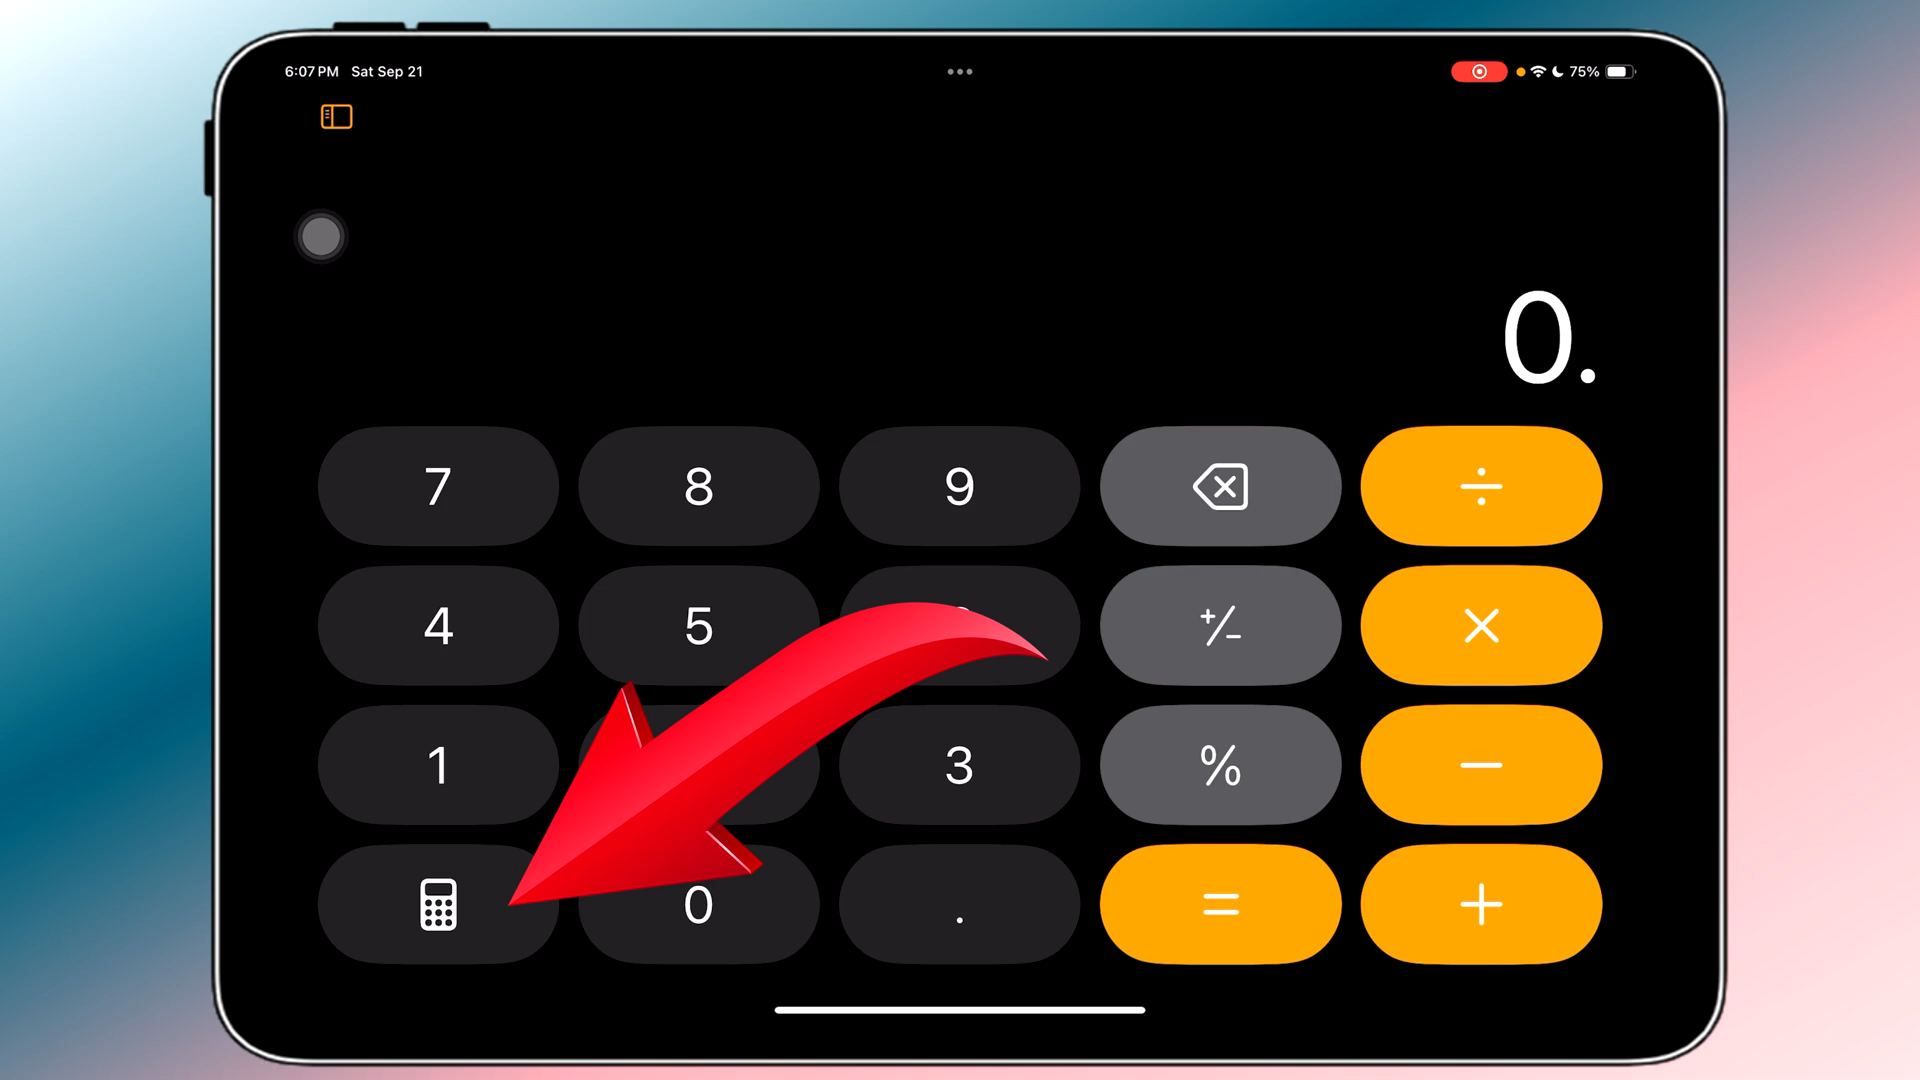 6:07 PM Sat Sep 21
75%
0.
7 8 9 ÷
4 5 +/− ×
1 3 % −
0 . = +